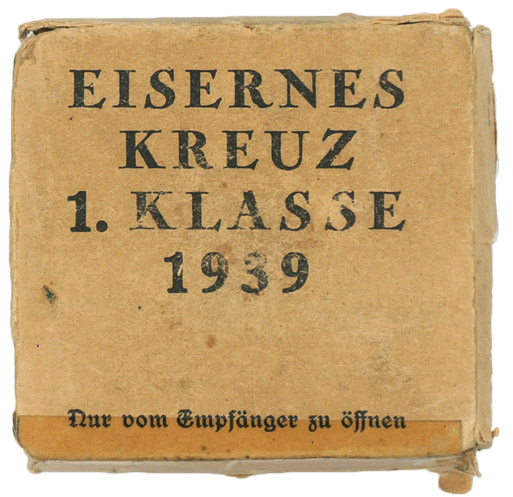 EISERNES
KREUZ
1. KLASSE
1939
Nur vom Empfänger zu öffnen